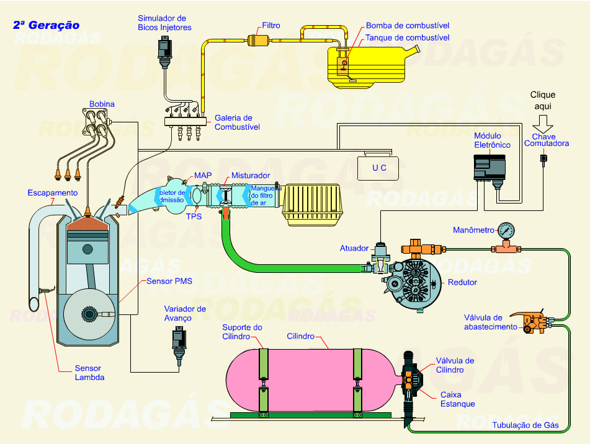 2ª Geração
Simulador de
Bicos Injetores
Filtro
Bomba de combustível
Tanque de combustível
RODAGÁS
RODAGÁS
RODAGÁS
Clique
aqui
Bobina
Galeria de
Combustível
Módulo
Eletrônico
Chave
Comutadora
U C
MAP
Misturador
Escapamento
Coletor de
admissão
Mangueira
do filtro
de ar
TPS
Atuador
Manômetro
Redutor
Sensor PMS
Variador de
Avanço
Válvula de
abastecimento
Suporte do
Cilindro
Cilindro
Sensor
Lambda
Válvula de
Cilindro
Caixa
Estanque
Tubulação de Gás
RODAGÁS